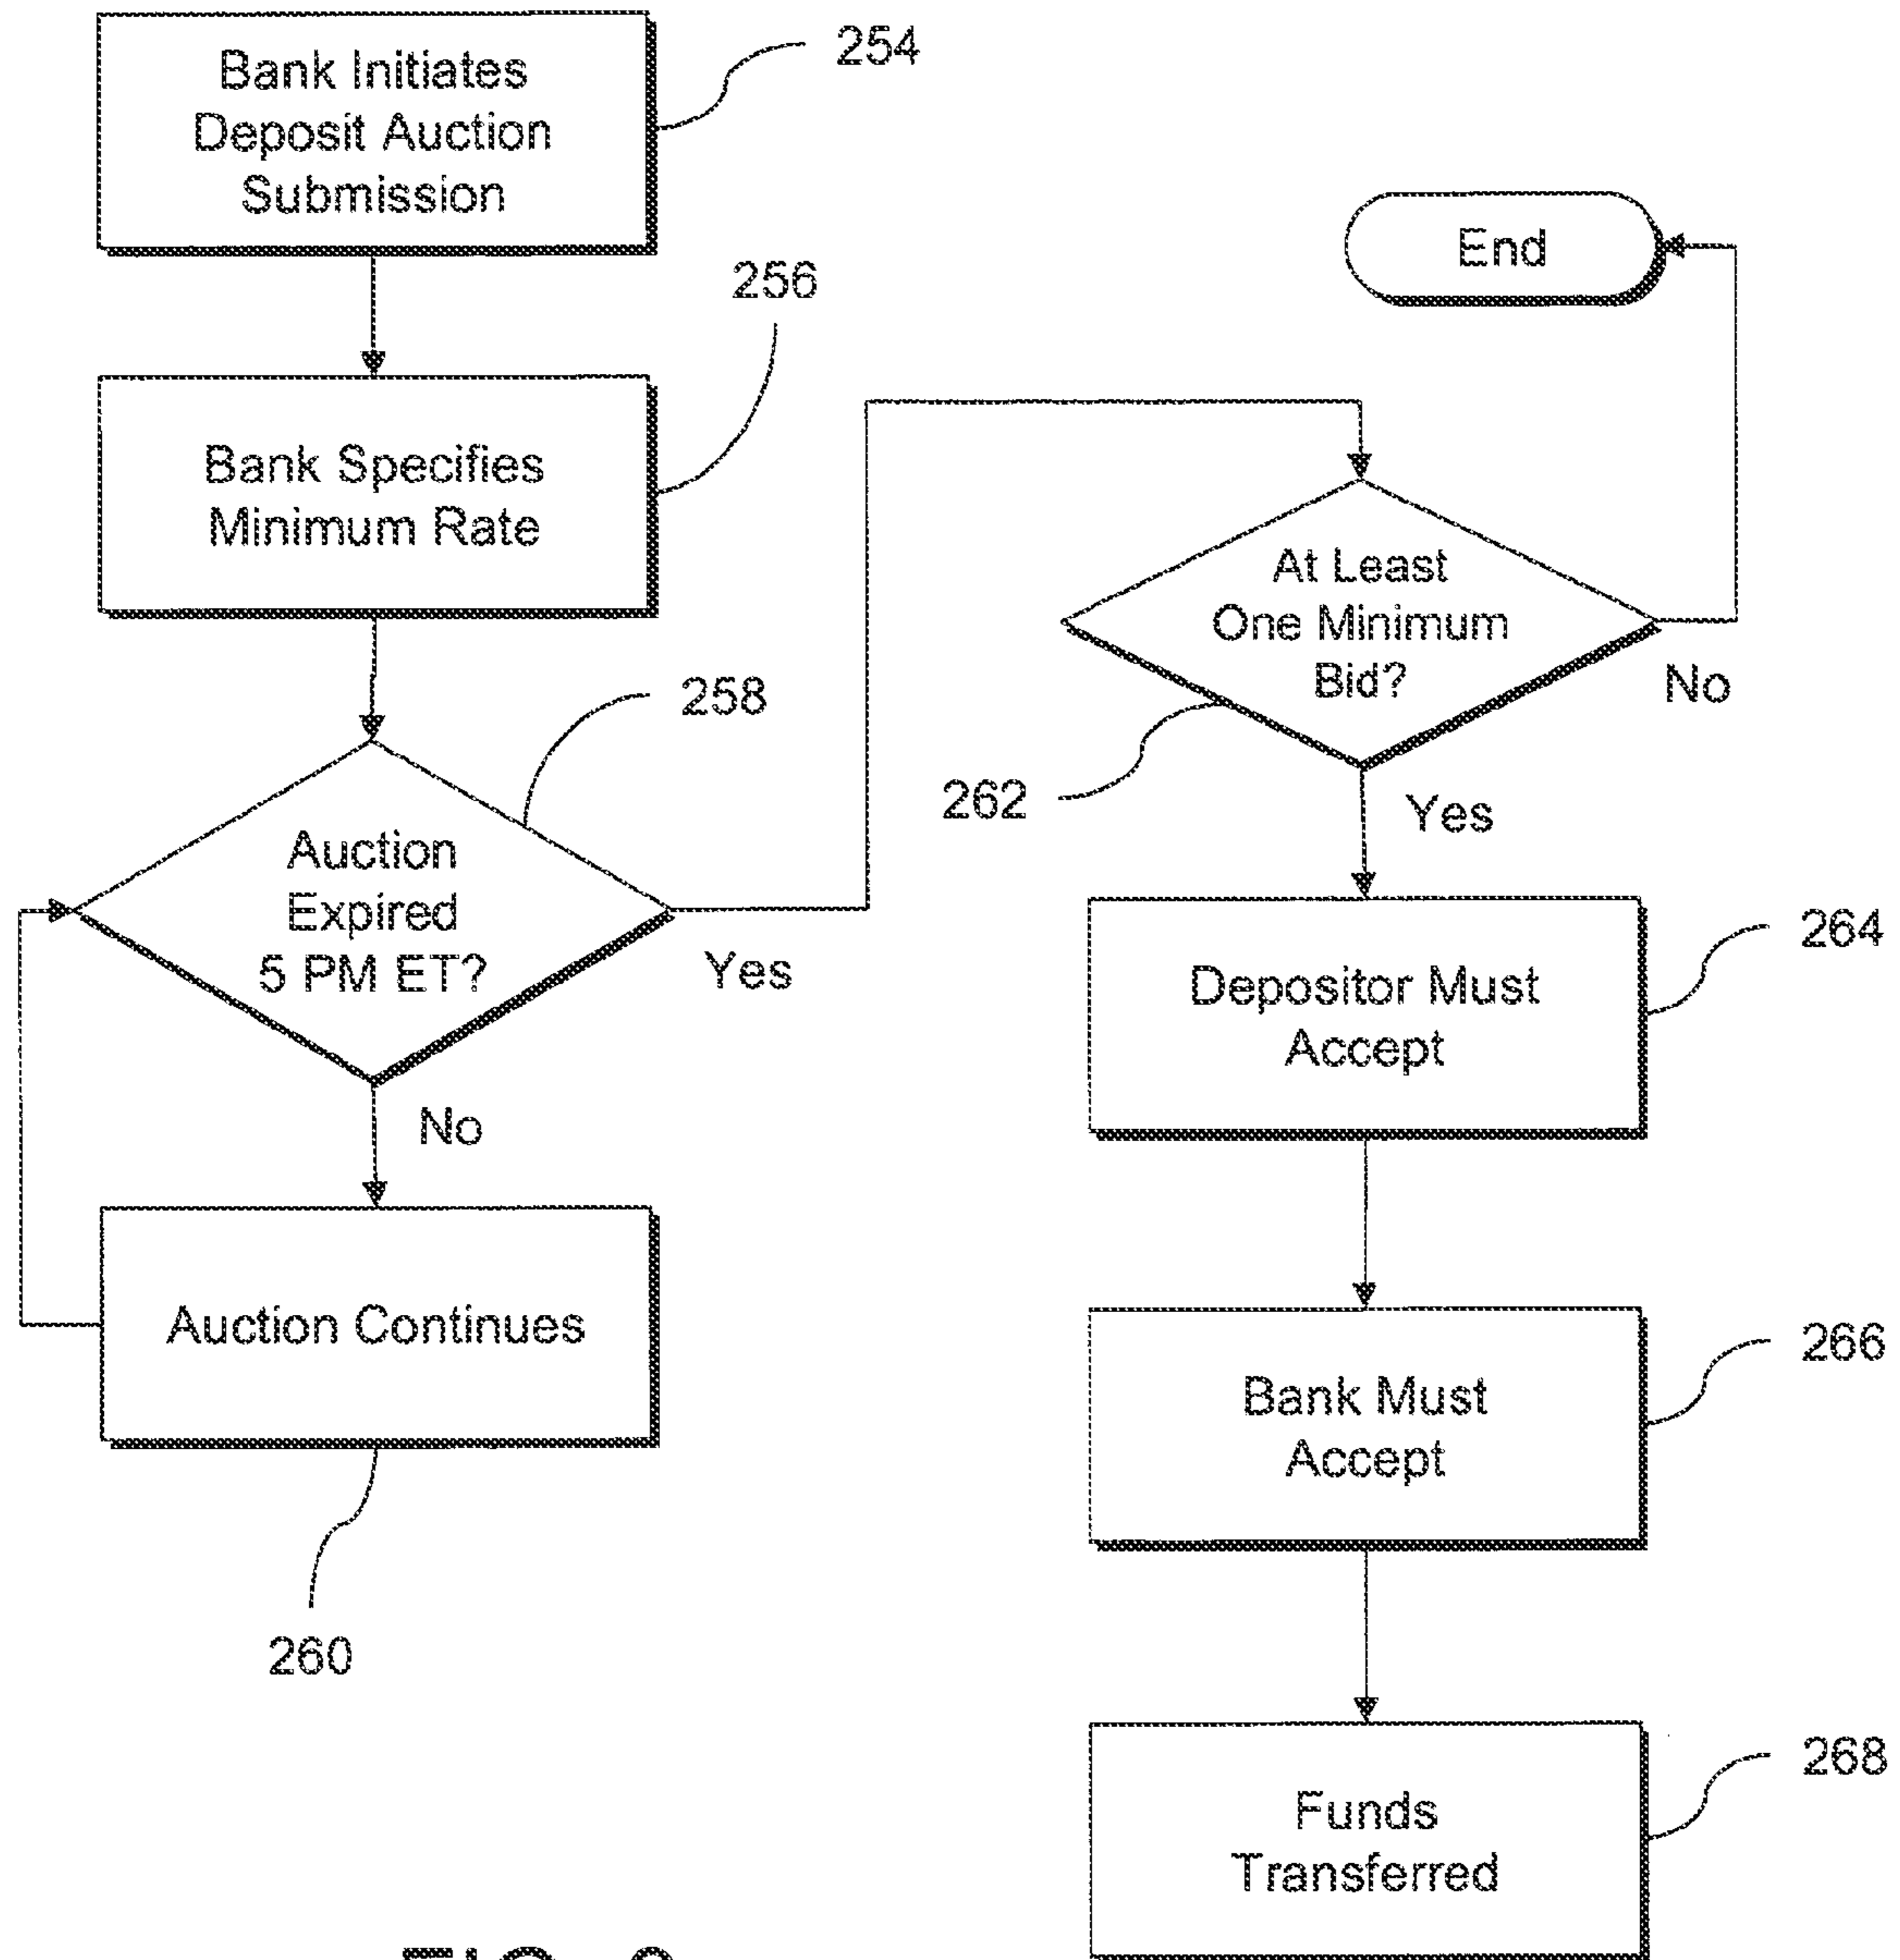 Bank Initiates
Deposit Auction
Submission
254
Bank Specifies
Minimum Rate
256
Auction
Expired
5 PM ET?
258
Yes
No
Auction Continues
260
End
At Least
One Minimum
Bid?
262
No
Yes
Depositor Must
Accept
264
Bank Must
Accept
266
Funds
Transferred
268
FIG.